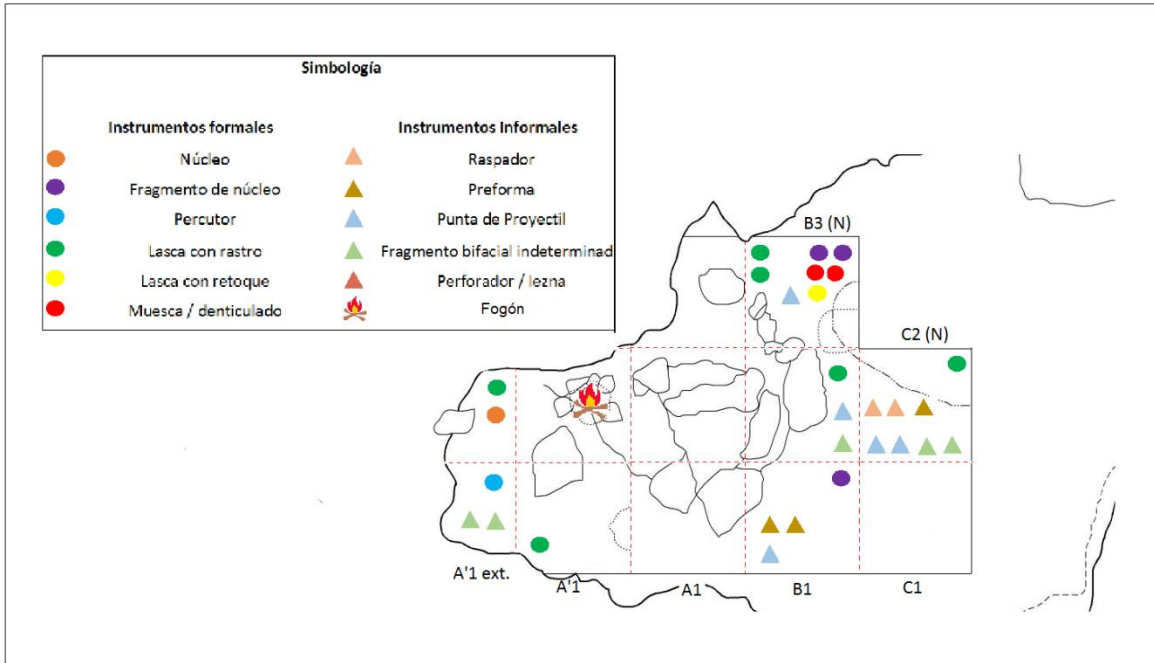 Simbología
Instrumentos formales Instrumentos Informales
Núcleo Raspador
Fragmento de núcleo Preforma
Percutor Punta de Proyectil
Lasca con rastro Fragmento bifacial indeterminad
Lasca con retoque Perforador / lezna
Muesca / denticulado Fogón
B3 (N)
C2 (N)
A'1 ext.
A'1
A1
B1
C1